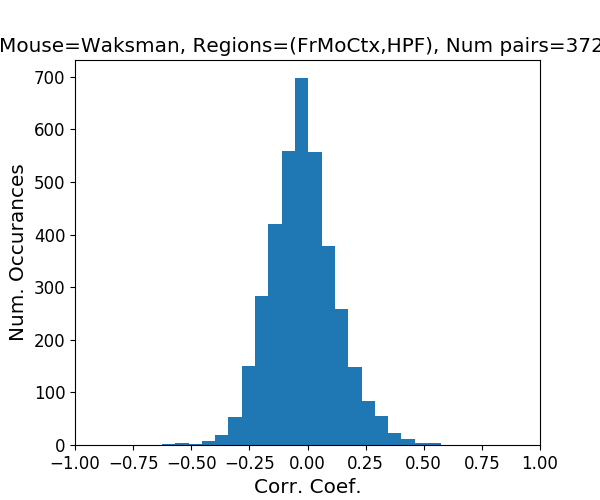 Mouse=Waksman, Regions=(FrMoCtx,HPF), Num pairs=372
Num. Occurances
700
600
500
400
300
200
100
0
−1.00 −0.75 −0.50 −0.25 0.00 0.25 0.50 0.75 1.00
Corr. Coef.